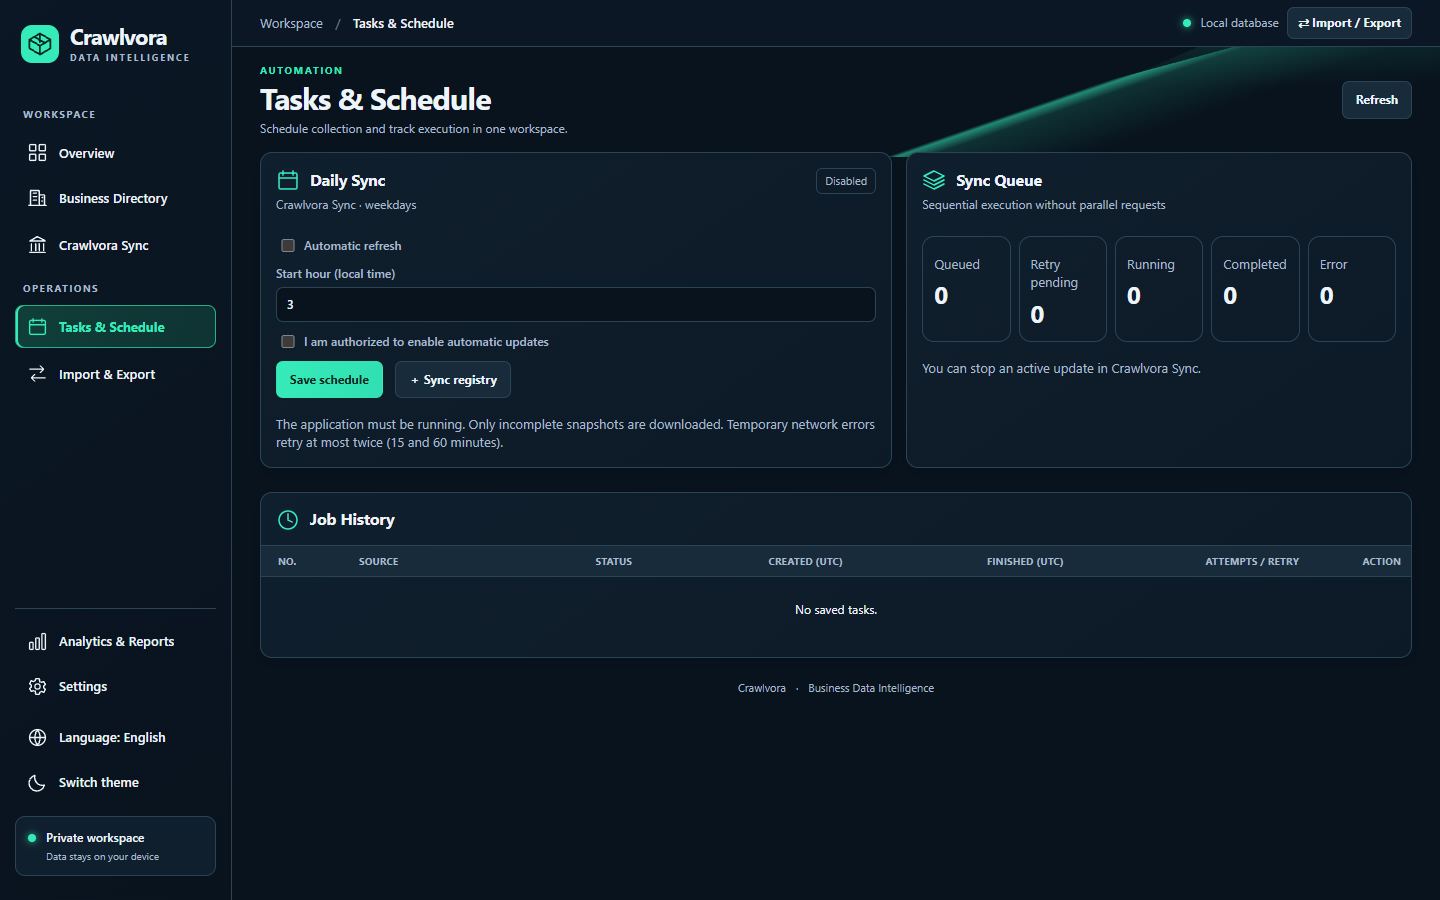 Crawlvora
DATA INTELLIGENCE
WORKSPACE
Overview
Business Directory
Crawlvora Sync
OPERATIONS
Tasks & Schedule
Import & Export
Analytics & Reports
Settings
Language: English
Switch theme
Private workspace
Data stays on your device
Workspace / Tasks & Schedule
Local database
⇄ Import / Export
AUTOMATION
Tasks & Schedule
Schedule collection and track execution in one workspace.
Refresh
Daily Sync
Disabled
Crawlvora Sync · weekdays
Automatic refresh
Start hour (local time)
3
I am authorized to enable automatic updates
Save schedule
+ Sync registry
The application must be running. Only incomplete snapshots are downloaded. Temporary network errors
retry at most twice (15 and 60 minutes).
Sync Queue
Sequential execution without parallel requests
Queued
0
Retry
pending
0
Running
0
Completed
0
Error
0
You can stop an active update in Crawlvora Sync.
Job History
NO. SOURCE STATUS CREATED (UTC) FINISHED (UTC) ATTEMPTS / RETRY ACTION
No saved tasks.
Crawlvora · Business Data Intelligence